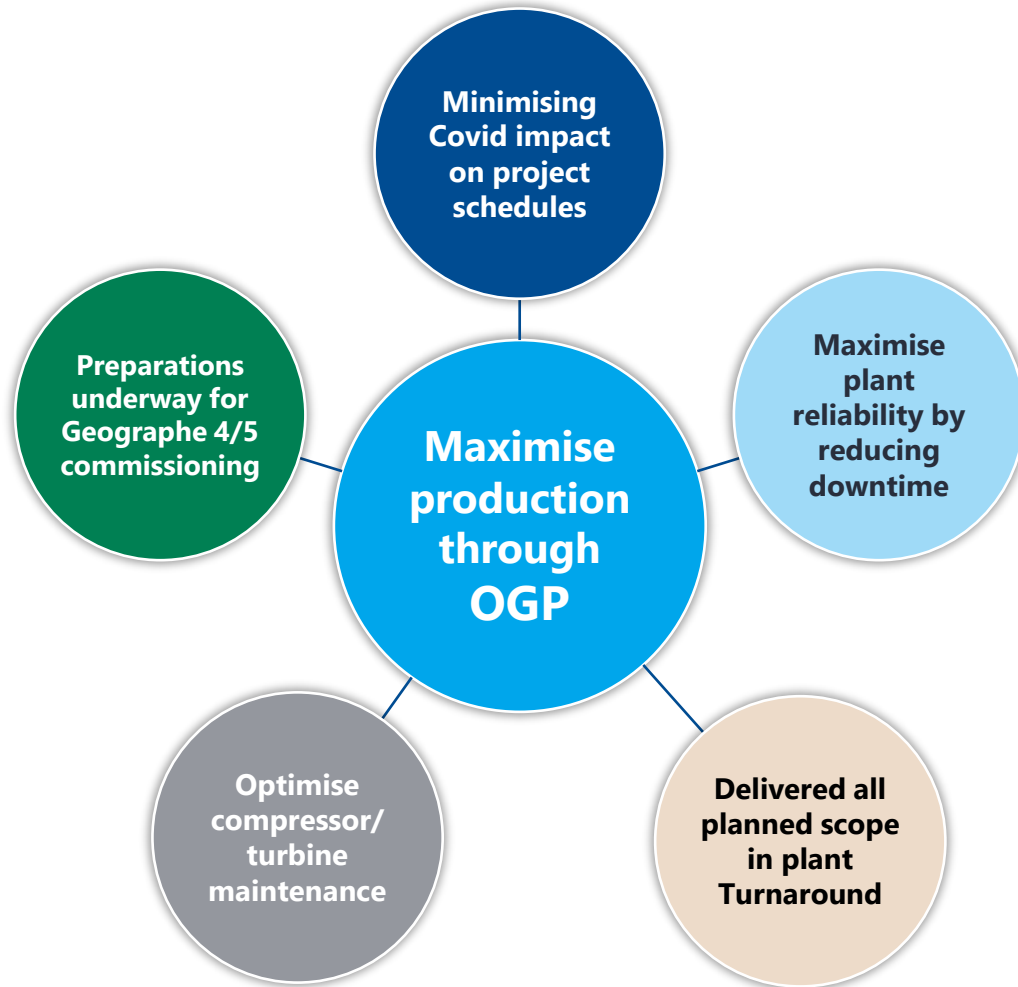 Minimising
Covid impact
on project
schedules
Preparations
underway for
Geographe 4/5
commissioning
Maximise
plant
reliability by
reducing
downtime
Maximise
production
through
OGP
Optimise
compressor/
turbine
maintenance
Delivered all
planned scope
in plant
Turnaround